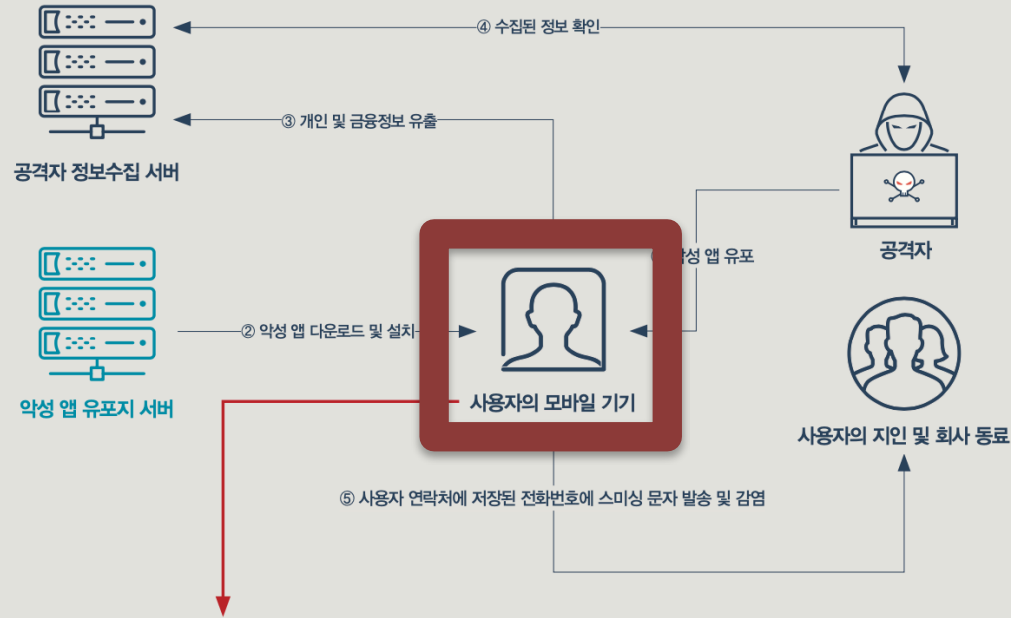 ④ 수집된 정보 확인
③ 개인 및 금융정보 유출
공격자 정보수집 서버
공격자
성 앱 유포
② 악성 앱 다운로드 및 설치
사용자의 모바일 기기
악성 앱 유포지 서버
사용자의 지인 및 회사 동료
⑤ 사용자 연락처에 저장된 전화번호에 스미싱 문자 발송 및 감염